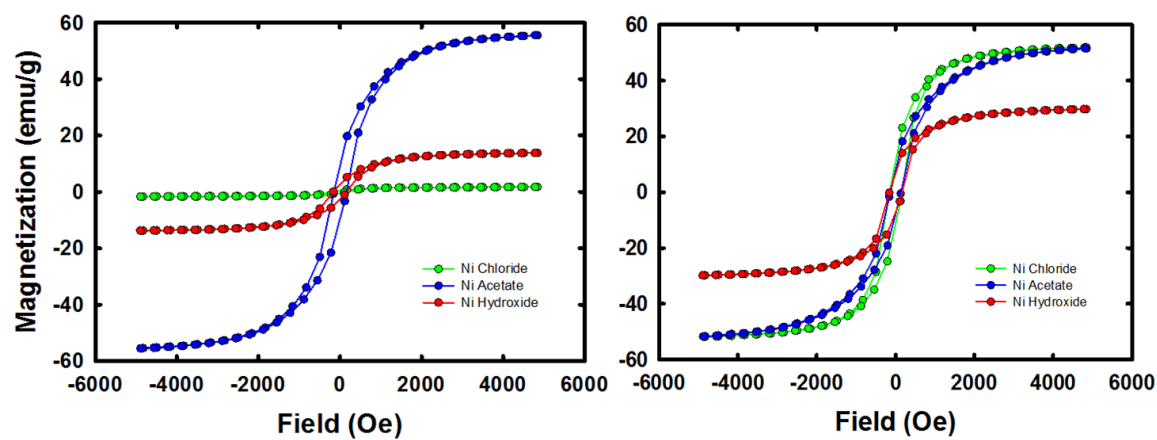 Magnetization (emu/g)
60
40
20
0
-20
-40
-60
-6000 -4000 -2000 0 2000 4000 6000
Field (Oe)
Ni Chloride
Ni Acetate
Ni Hydroxide
60
40
20
0
-20
-40
-60
-6000 -4000 -2000 0 2000 4000 6000
Field (Oe)
Ni Chloride
Ni Acetate
Ni Hydroxide